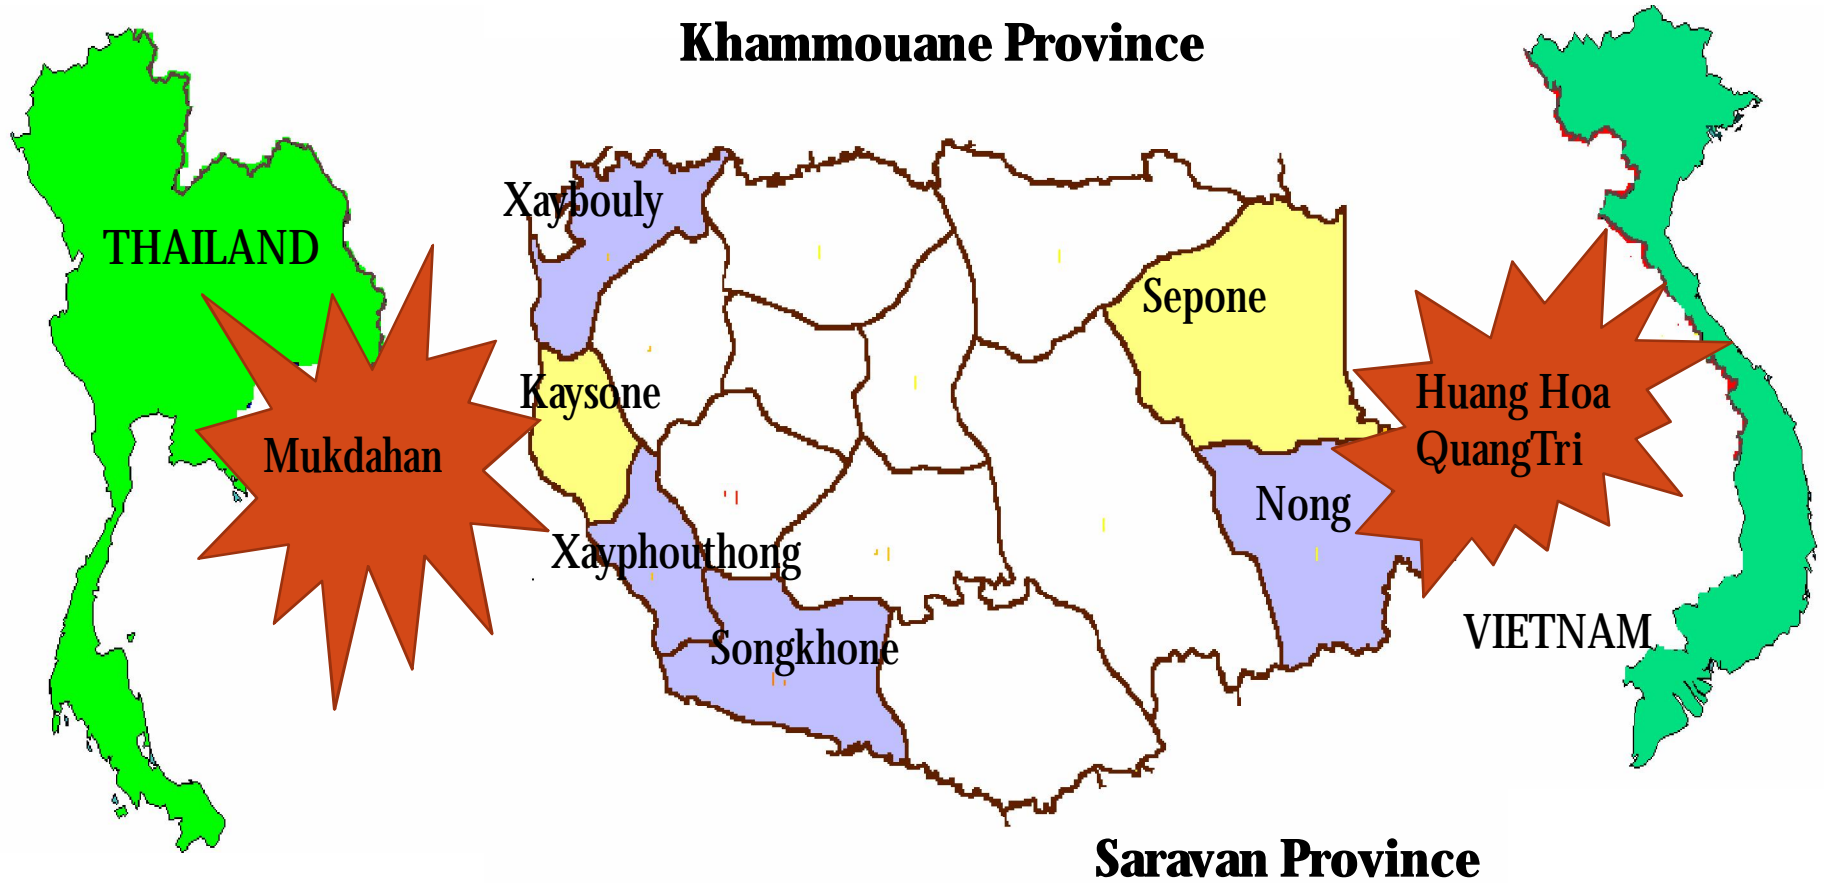 Khammouane Province
Xaybouly
THAILAND
Sepone
Kaysone
Huang Hoa
QuangTri
Mukdahan
Nong
Xayphouthong
VIETNAM
Songkhone
Saravan Province